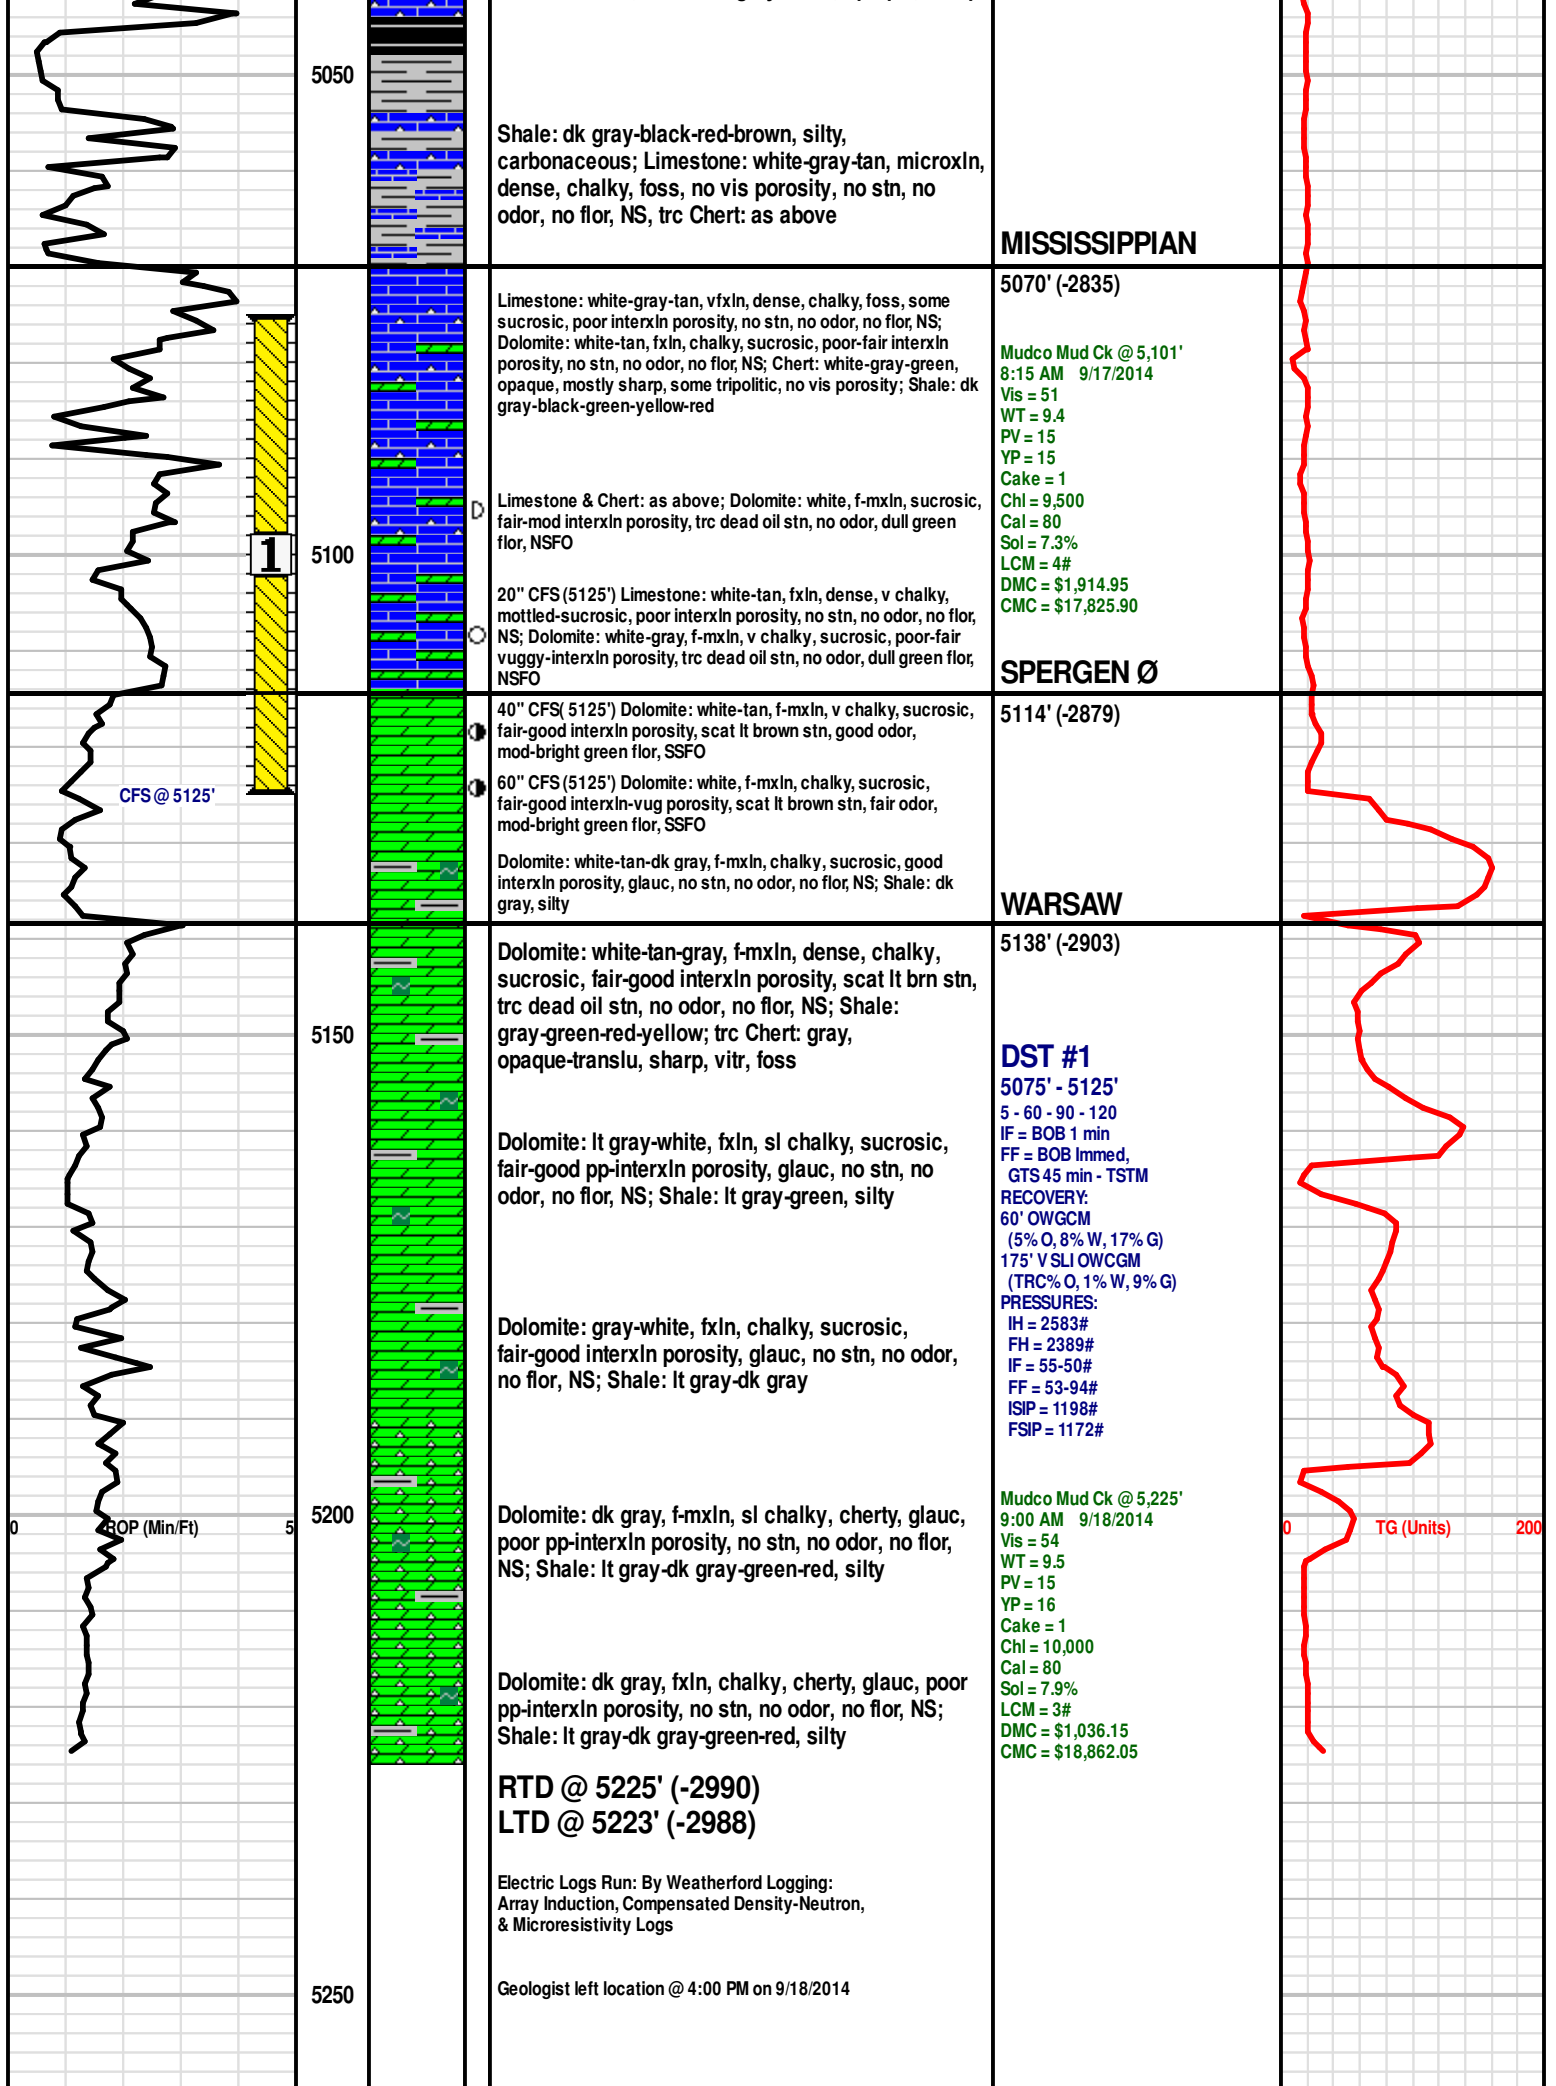 5050
Shale: dk gray-black-red-brown, silty,
carbonaceous; Limestone: white-gray-tan, microxln,
dense, chalky, foss, no vis porosity, no stn, no
odor, no flor, NS, trc Chert: as above
MISSISSIPPIAN
5070' (-2835)
Limestone: white-gray-tan, vfxln, dense, chalky, foss, some
sucrosic, poor interxln porosity, no stn, no odor, no flor, NS;
Dolomite: white-tan, fxln, chalky, sucrosic, poor-fair interxln
porosity, no stn, no odor, no flor, NS; Chert: white-gray-green,
opaque, mostly sharp, some tripolitic, no vis porosity; Shale: dk
gray-black-green-yellow-red
Mudco Mud Ck @ 5,101'
8:15 AM 9/17/2014
Vis = 51
WT = 9.4
PV = 15
YP = 15
Cake = 1
Chl = 9,500
Cal = 80
Sol = 7.3%
LCM = 4#
DMC = $1,914.95
CMC = $17,825.90
Limestone & Chert: as above; Dolomite: white, f-mxln, sucrosic,
fair-mod interxln porosity, trc dead oil stn, no odor, dull green
flor, NSFO
1
5100
20" CFS (5125') Limestone: white-tan, fxln, dense, v chalky,
mottled-sucrosic, poor interxln porosity, no stn, no odor, no flor,
NS; Dolomite: white-gray, f-mxln, v chalky, sucrosic, poor-fair
vuggy-interxln porosity, trc dead oil stn, no odor, dull green flor,
NSFO
SPERGEN Ø
5114' (-2879)
40" CFS( 5125') Dolomite: white-tan, f-mxln, v chalky, sucrosic,
fair-good interxln porosity, scat lt brown stn, good odor,
mod-bright green flor, SSFO
CFS @ 5125'
60" CFS (5125') Dolomite: white, f-mxln, chalky, sucrosic,
fair-good interxln-vug porosity, scat lt brown stn, fair odor,
mod-bright green flor, SSFO
Dolomite: white-tan-dk gray, f-mxln, chalky, sucrosic, good
interxln porosity, glauc, no stn, no odor, no flor, NS; Shale: dk
gray, silty
WARSAW
5138' (-2903)
Dolomite: white-tan-gray, f-mxln, dense, chalky,
sucrosic, fair-good interxln porosity, scat lt brn stn,
trc dead oil stn, no odor, no flor, NS; Shale:
gray-green-red-yellow; trc Chert: gray,
opaque-translu, sharp, vitr, foss
5150
DST #1
5075' - 5125'
5 - 60 - 90 - 120
IF = BOB 1 min
FF = BOB Immed,
GTS 45 min - TSTM
RECOVERY:
60' OWGCM
(5% O, 8% W, 17% G)
175' V SLI OWCGM
(TRC% O, 1% W, 9% G)
PRESSURES:
IH = 2583#
FH = 2389#
IF = 55-50#
FF = 53-94#
ISIP = 1198#
FSIP = 1172#
Dolomite: lt gray-white, fxln, sl chalky, sucrosic,
fair-good pp-interxln porosity, glauc, no stn, no
odor, no flor, NS; Shale: lt gray-green, silty
Dolomite: gray-white, fxln, chalky, sucrosic,
fair-good interxln porosity, glauc, no stn, no odor,
no flor, NS; Shale: lt gray-dk gray
Mudco Mud Ck @ 5,225'
9:00 AM 9/18/2014
Vis = 54
WT = 9.5
PV = 15
YP = 16
Cake = 1
Chl = 10,000
Cal = 80
Sol = 7.9%
LCM = 3#
DMC = $1,036.15
CMC = $18,862.05
5200
0 ROP (Min/Ft) 5
0 TG (Units) 200
Dolomite: dk gray, f-mxln, sl chalky, cherty, glauc,
poor pp-interxln porosity, no stn, no odor, no flor,
NS; Shale: lt gray-dk gray-green-red, silty
Dolomite: dk gray, fxln, chalky, cherty, glauc, poor
pp-interxln porosity, no stn, no odor, no flor, NS;
Shale: lt gray-dk gray-green-red, silty
RTD @ 5225' (-2990)
LTD @ 5223' (-2988)
Electric Logs Run: By Weatherford Logging:
Array Induction, Compensated Density-Neutron,
& Microresistivity Logs
Geologist left location @ 4:00 PM on 9/18/2014
5250